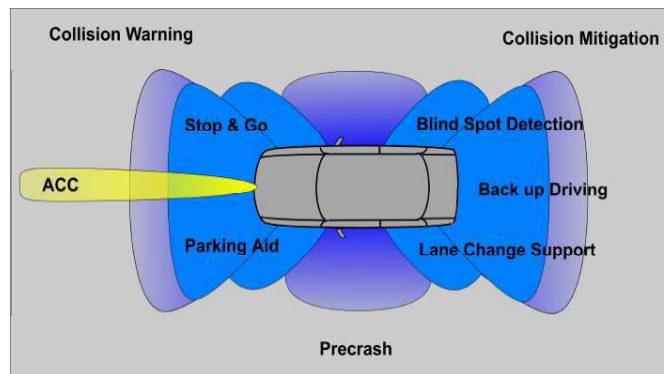 Collision Warning
Collision Mitigation
Stop & Go
Blind Spot Detection
ACC
Back up Driving
Parking Aid
Lane Change Support
Precrash